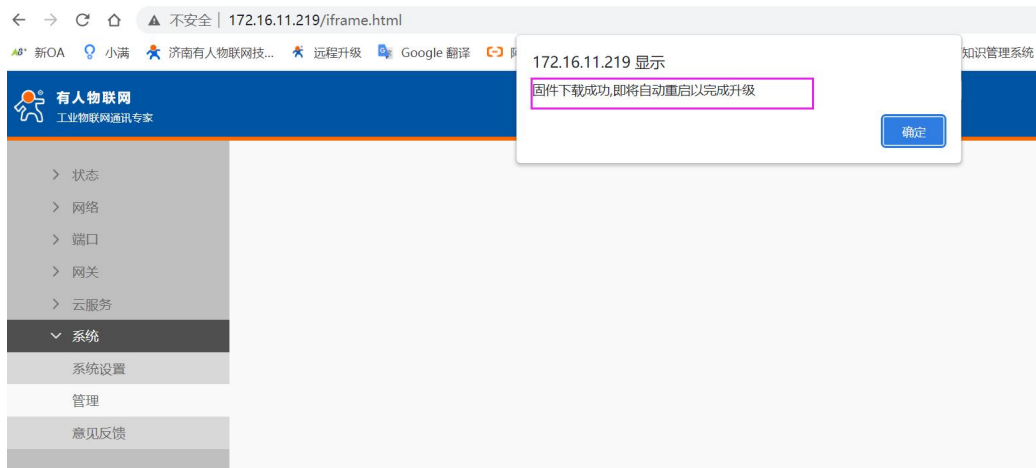 不安全 | 172.16.11.219/iframe.html
新OA 小满 济南有人物联网技... 远程升级 Google 翻译
知识管理系统
172.16.11.219 显示
固件下载成功,即将自动重启以完成升级
确定
有人物联网
工业物联网通讯专家
状态
网络
端口
网关
云服务
系统
系统设置
管理
意见反馈